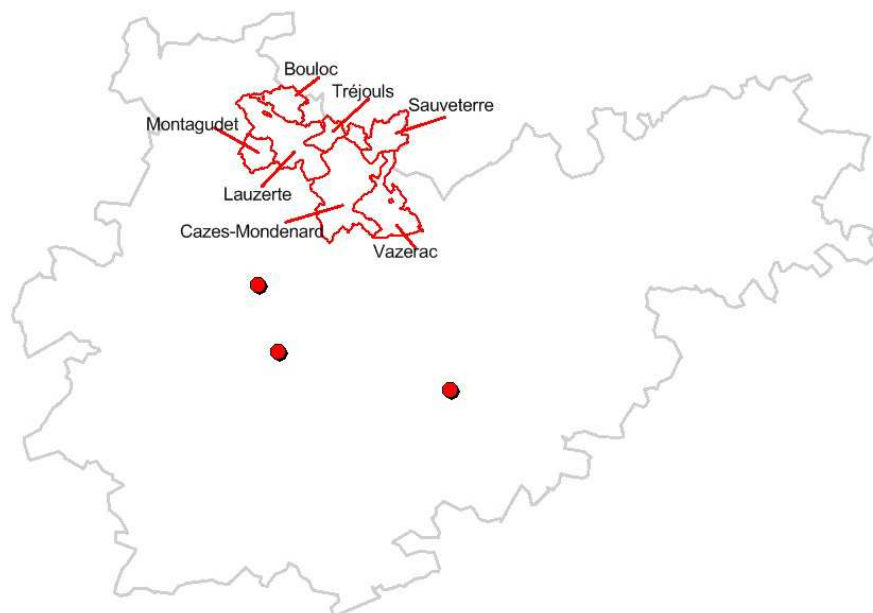 Bouloc
Tréjouls
Sauveterre
Montagudet
Lauzerte
Cazes-Mondenard
Vazerac